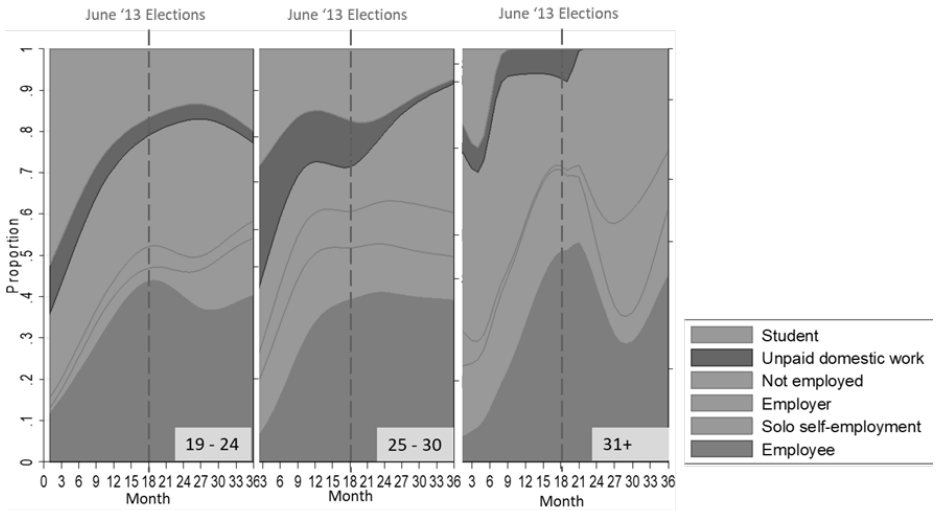 June ‘13 Elections
June ‘13 Elections
June ‘13 Elections
Proportion
1
.9
.8
.7
.6
.5
.4
.3
.2
.1
0
19 - 24
25 - 30
31+
0 3 6 9 12 15 18 21 24 27 30 33 36 3 6 9 12 15 18 21 24 27 30 33 36 3 6 9 12 15 18 21 24 27 30 33 36
Month
Month
Month
Student
Unpaid domestic work
Not employed
Employer
Solo self-employment
Employee